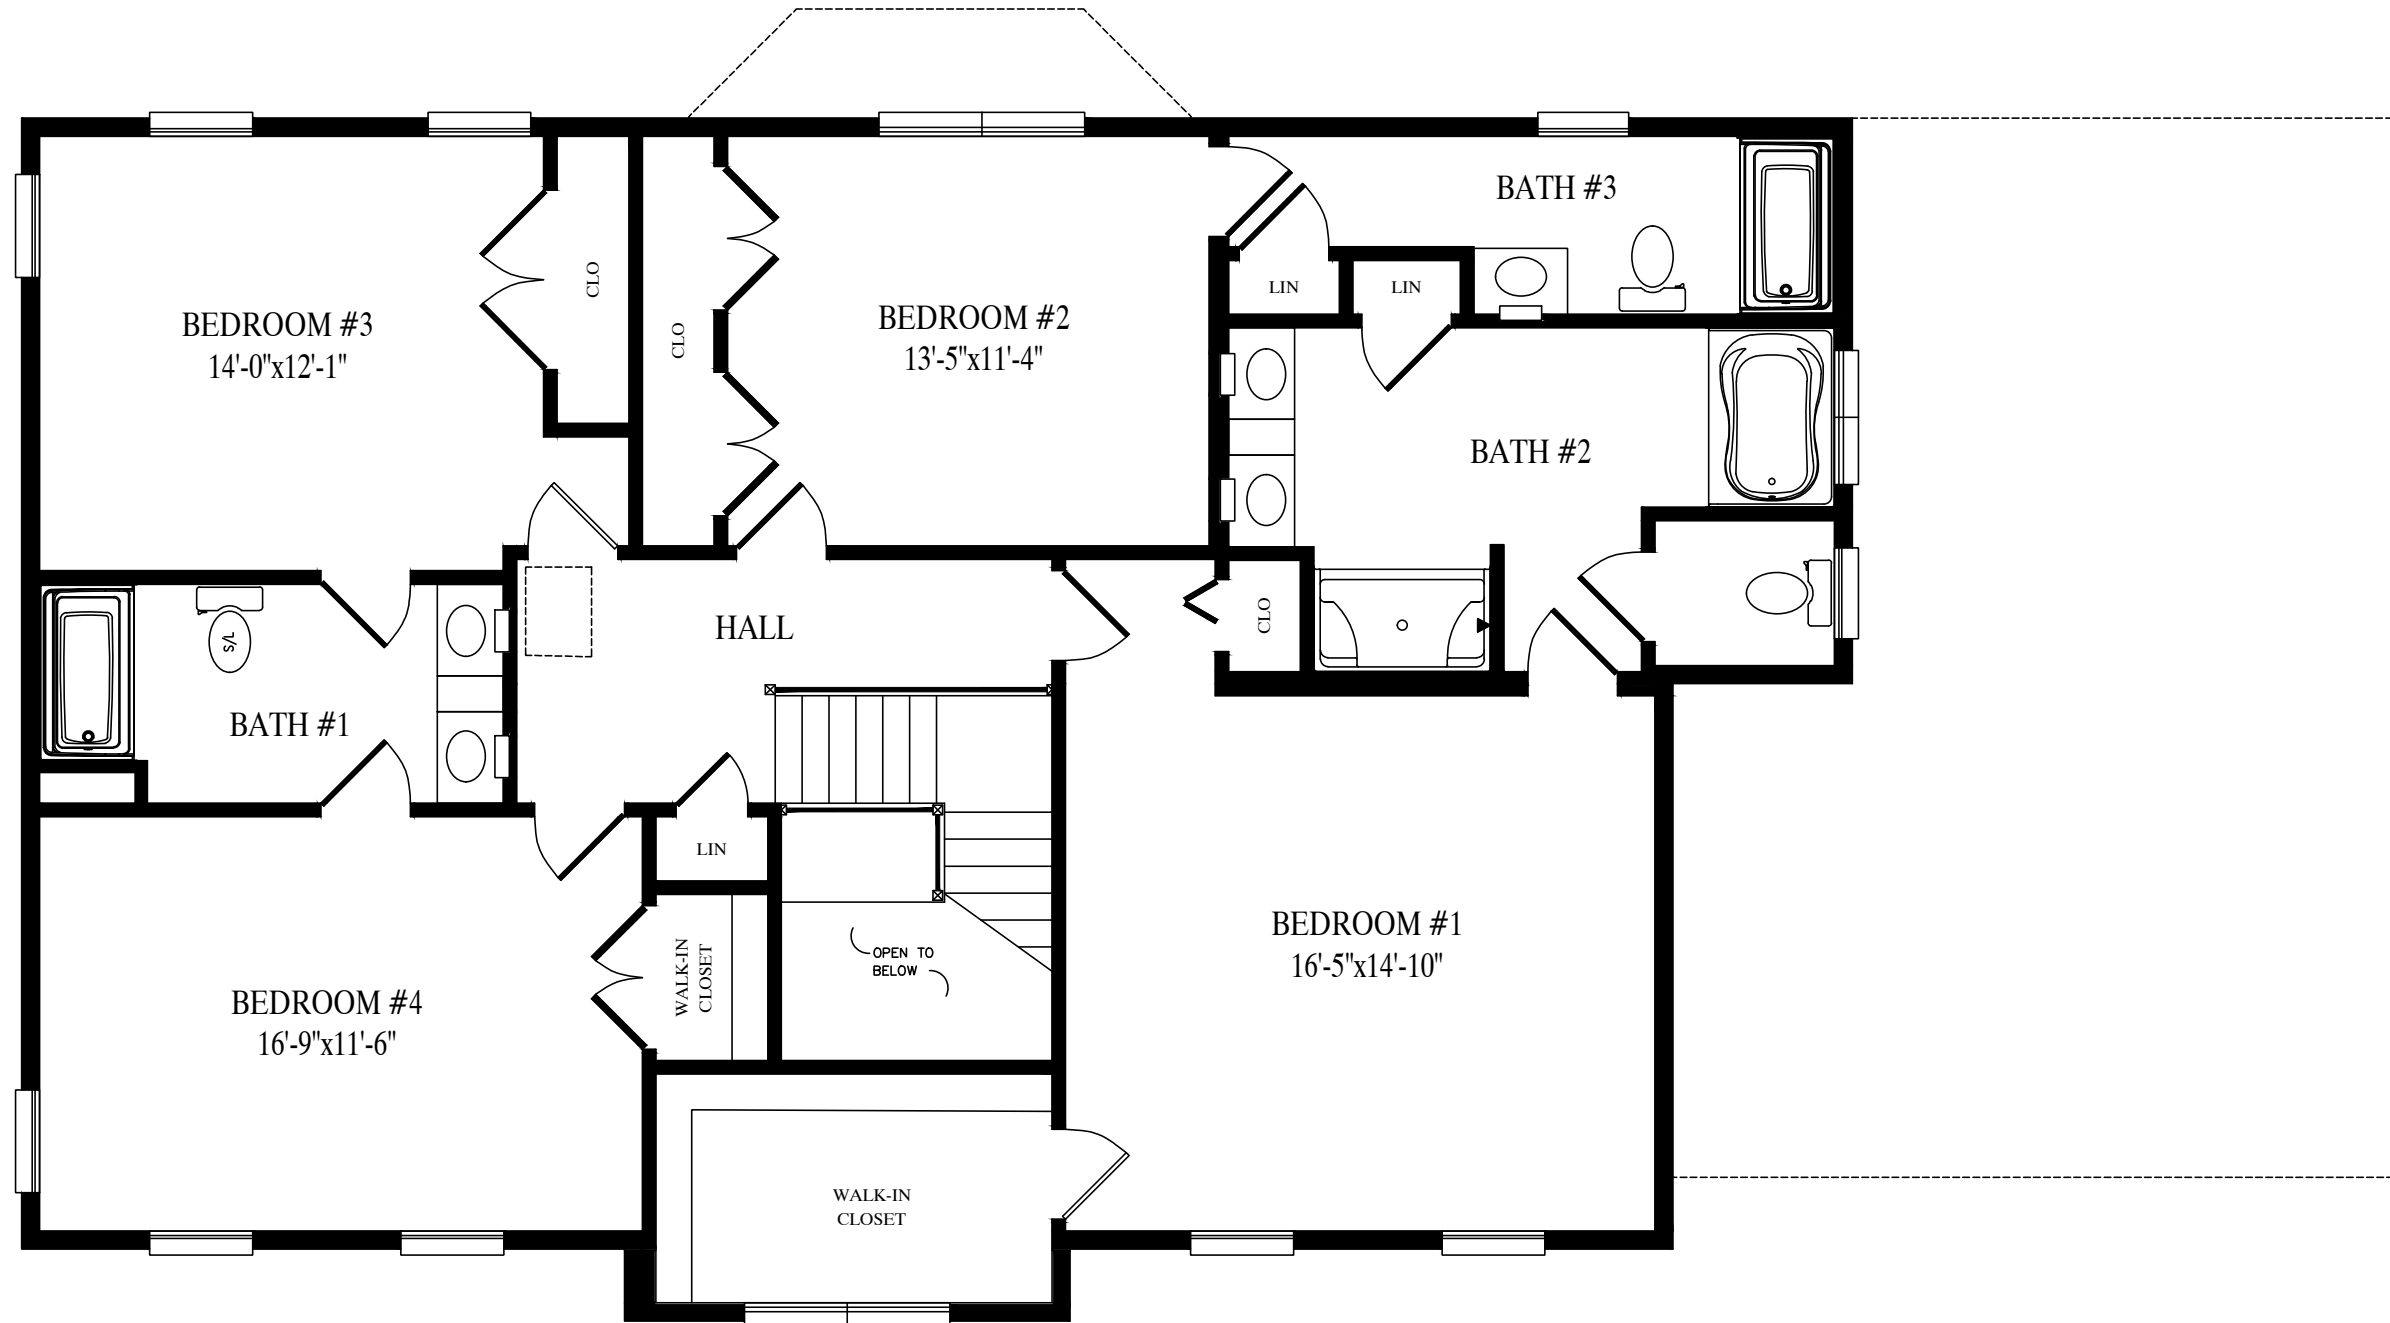 BATH #3
CLO
LIN
LIN
BEDROOM #3
14'-0"x12'-1"
CLO
BEDROOM #2
13'-5"x11'-4"
BATH #2
HALL
CLO
V/S
BATH #1
LIN
BEDROOM #1
16'-5"x14'-10"
OPEN TO
BELOW
WALK-IN
CLOSET
BEDROOM #4
16'-9"x11'-6"
WALK-IN
CLOSET